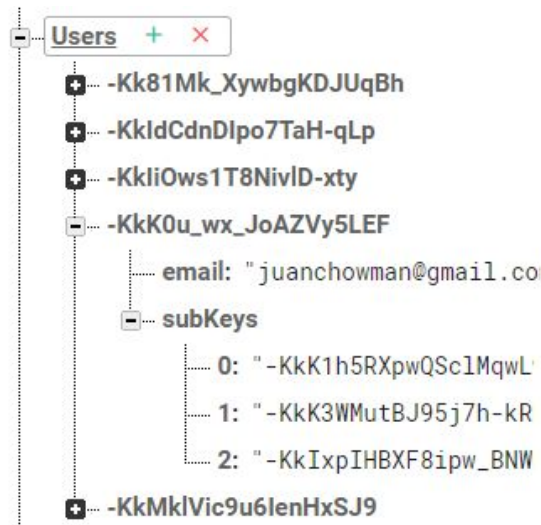 Users + ×
-Kk81Mk_XywbgKDJUqBh
-KkIdCdnDIpo7TaH-qLp
-KkIiOws1T8NivlD-xty
-KkK0u_wx_JoAZVy5LEF
email: "juanchowman@gmail.co
subKeys
0: "-KkK1h5RXpwQSclMqwL
1: "-KkK3WMutBJ95j7h-kR
2: "-KkIxpIHBXF8ipw_BNW
-KkMklVic9u6IenHxSJ9